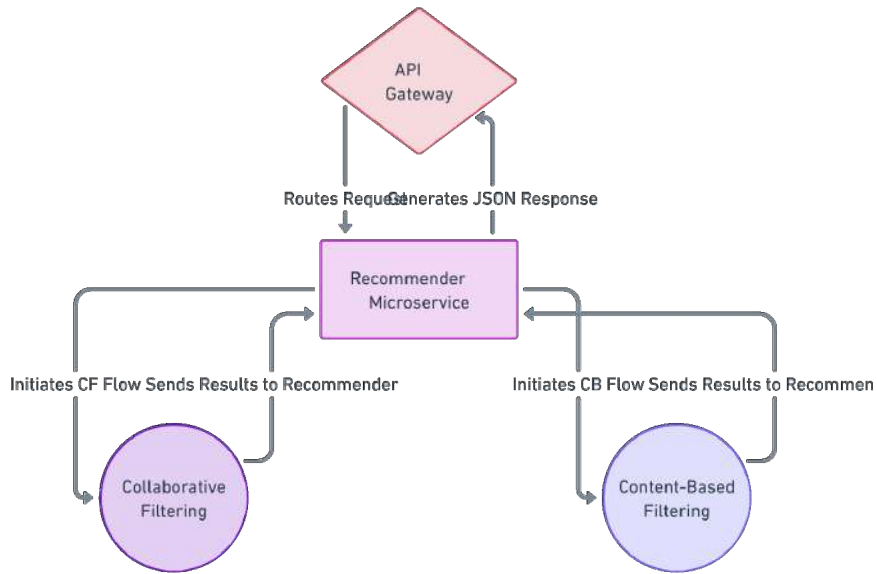 API
Gateway
Routes Request
Generates JSON Response
Recommender
Microservice
Initiates CF Flow
Sends Results to Recommender
Initiates CB Flow
Sends Results to Recommen
Collaborative
Filtering
Content-Based
Filtering